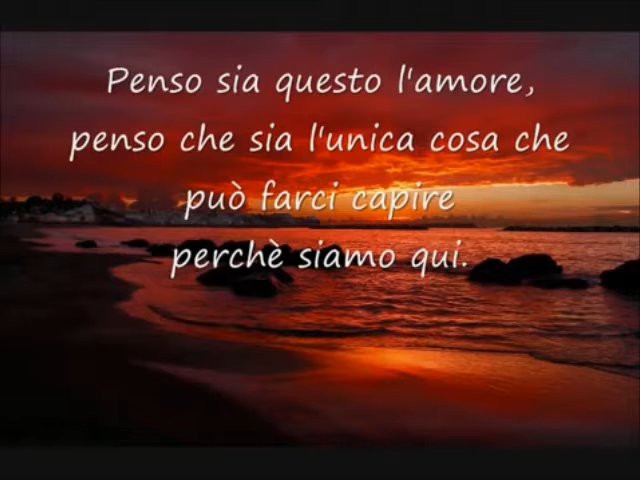 Penso sia questo l'amore,
penso che sia l'unica cosa che
può farci capire
perchè siamo qui.